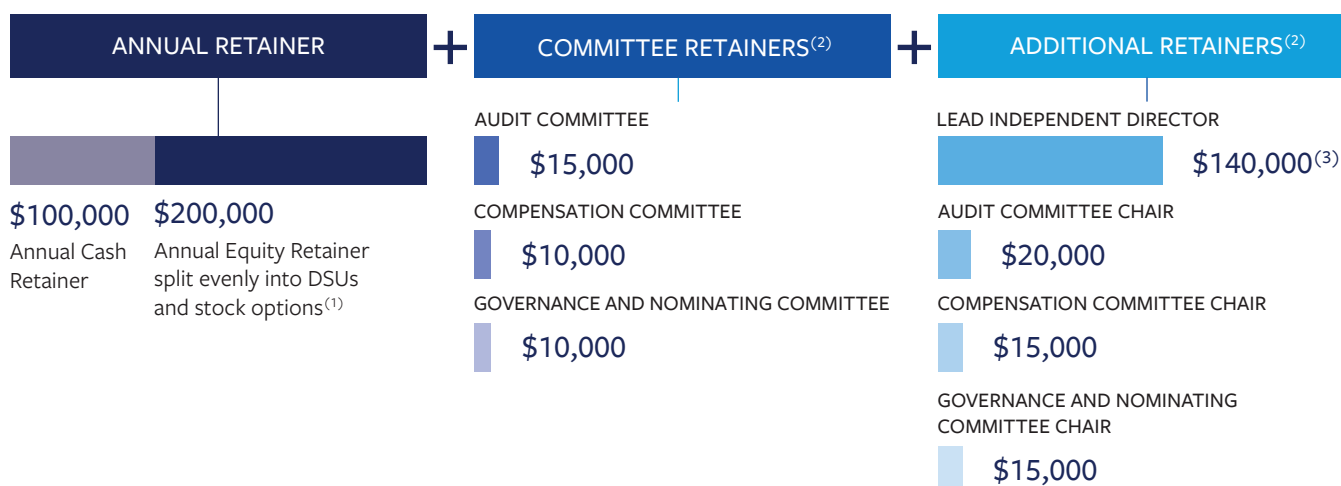 ANNUAL RETAINER
+
COMMITTEE RETAINERS(2)
+
ADDITIONAL RETAINERS(2)
$100,000
Annual Cash
Retainer
$200,000
Annual Equity Retainer
split evenly into DSUs
and stock options(1)
AUDIT COMMITTEE
$15,000
COMPENSATION COMMITTEE
$10,000
GOVERNANCE AND NOMINATING COMMITTEE
$10,000
LEAD INDEPENDENT DIRECTOR
$140,000(3)
AUDIT COMMITTEE CHAIR
$20,000
COMPENSATION COMMITTEE CHAIR
$15,000
GOVERNANCE AND NOMINATING
COMMITTEE CHAIR
$15,000